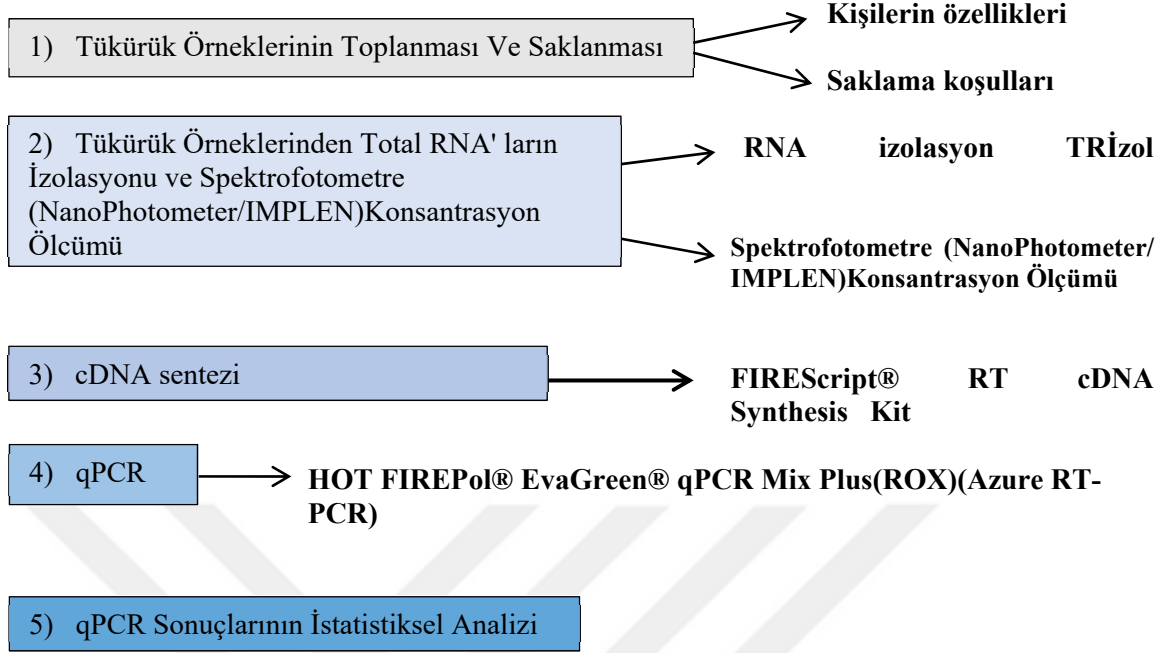 1) Tükürük Örneklerinin Toplanması Ve Saklanması
Kişilerin özellikleri
Saklama koşulları
2) Tükürük Örneklerinden Total RNA' ların
İzolasyonu ve Spektrofotometre
(NanoPhotometer/IMPLEN)Konsantrasyon
Ölçümü
RNA izolasyon TRİzol
Spektrofotometre (NanoPhotometer/
IMPLEN)Konsantrasyon Ölçümü
3) cDNA sentezi
FIREScript® RT cDNA
Synthesis Kit
4) qPCR
HOT FIREPol® EvaGreen® qPCR Mix Plus(ROX)(Azure RT-
PCR)
5) qPCR Sonuçlarının İstatistiksel Analizi